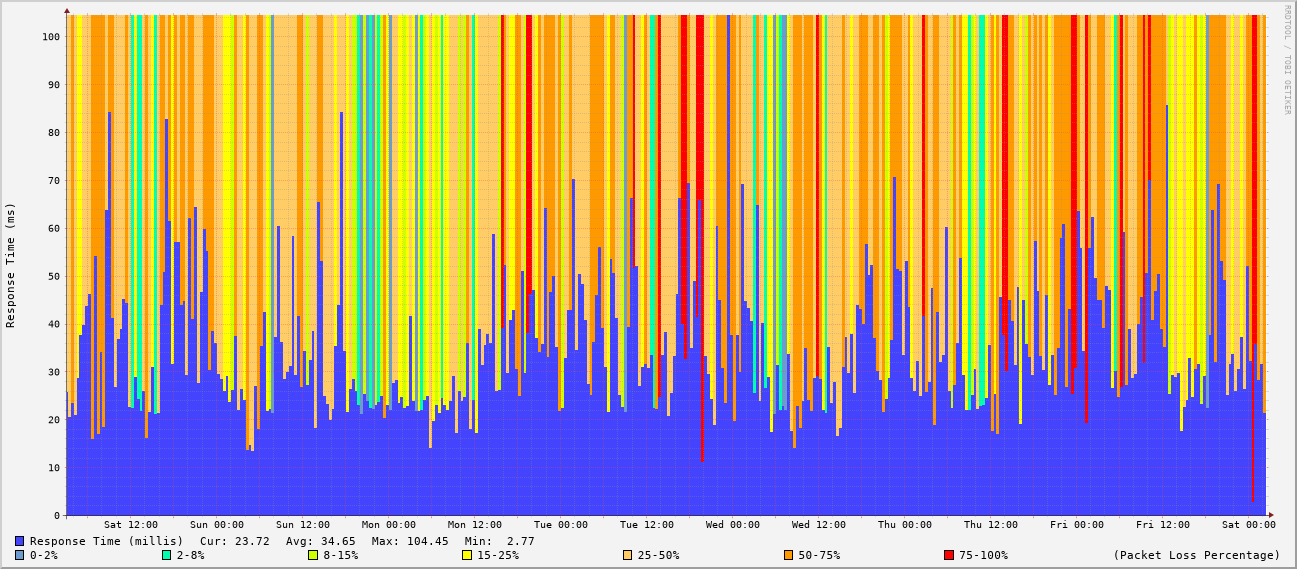 RRDTOOL / TOBI OETIKER
Response Time (ms)
100
90
80
70
60
50
40
30
20
10
0
Sat 12:00 Sun 00:00 Sun 12:00 Mon 00:00 Mon 12:00 Tue 00:00 Tue 12:00 Wed 00:00 Wed 12:00 Thu 00:00 Thu 12:00 Fri 00:00 Fri 12:00 Sat 00:00
Response Time (millis) Cur: 23.72 Avg: 34.65 Max: 104.45 Min: 2.77
0-2% 2-8% 8-15% 15-25% 25-50% 50-75% 75-100% (Packet Loss Percentage)